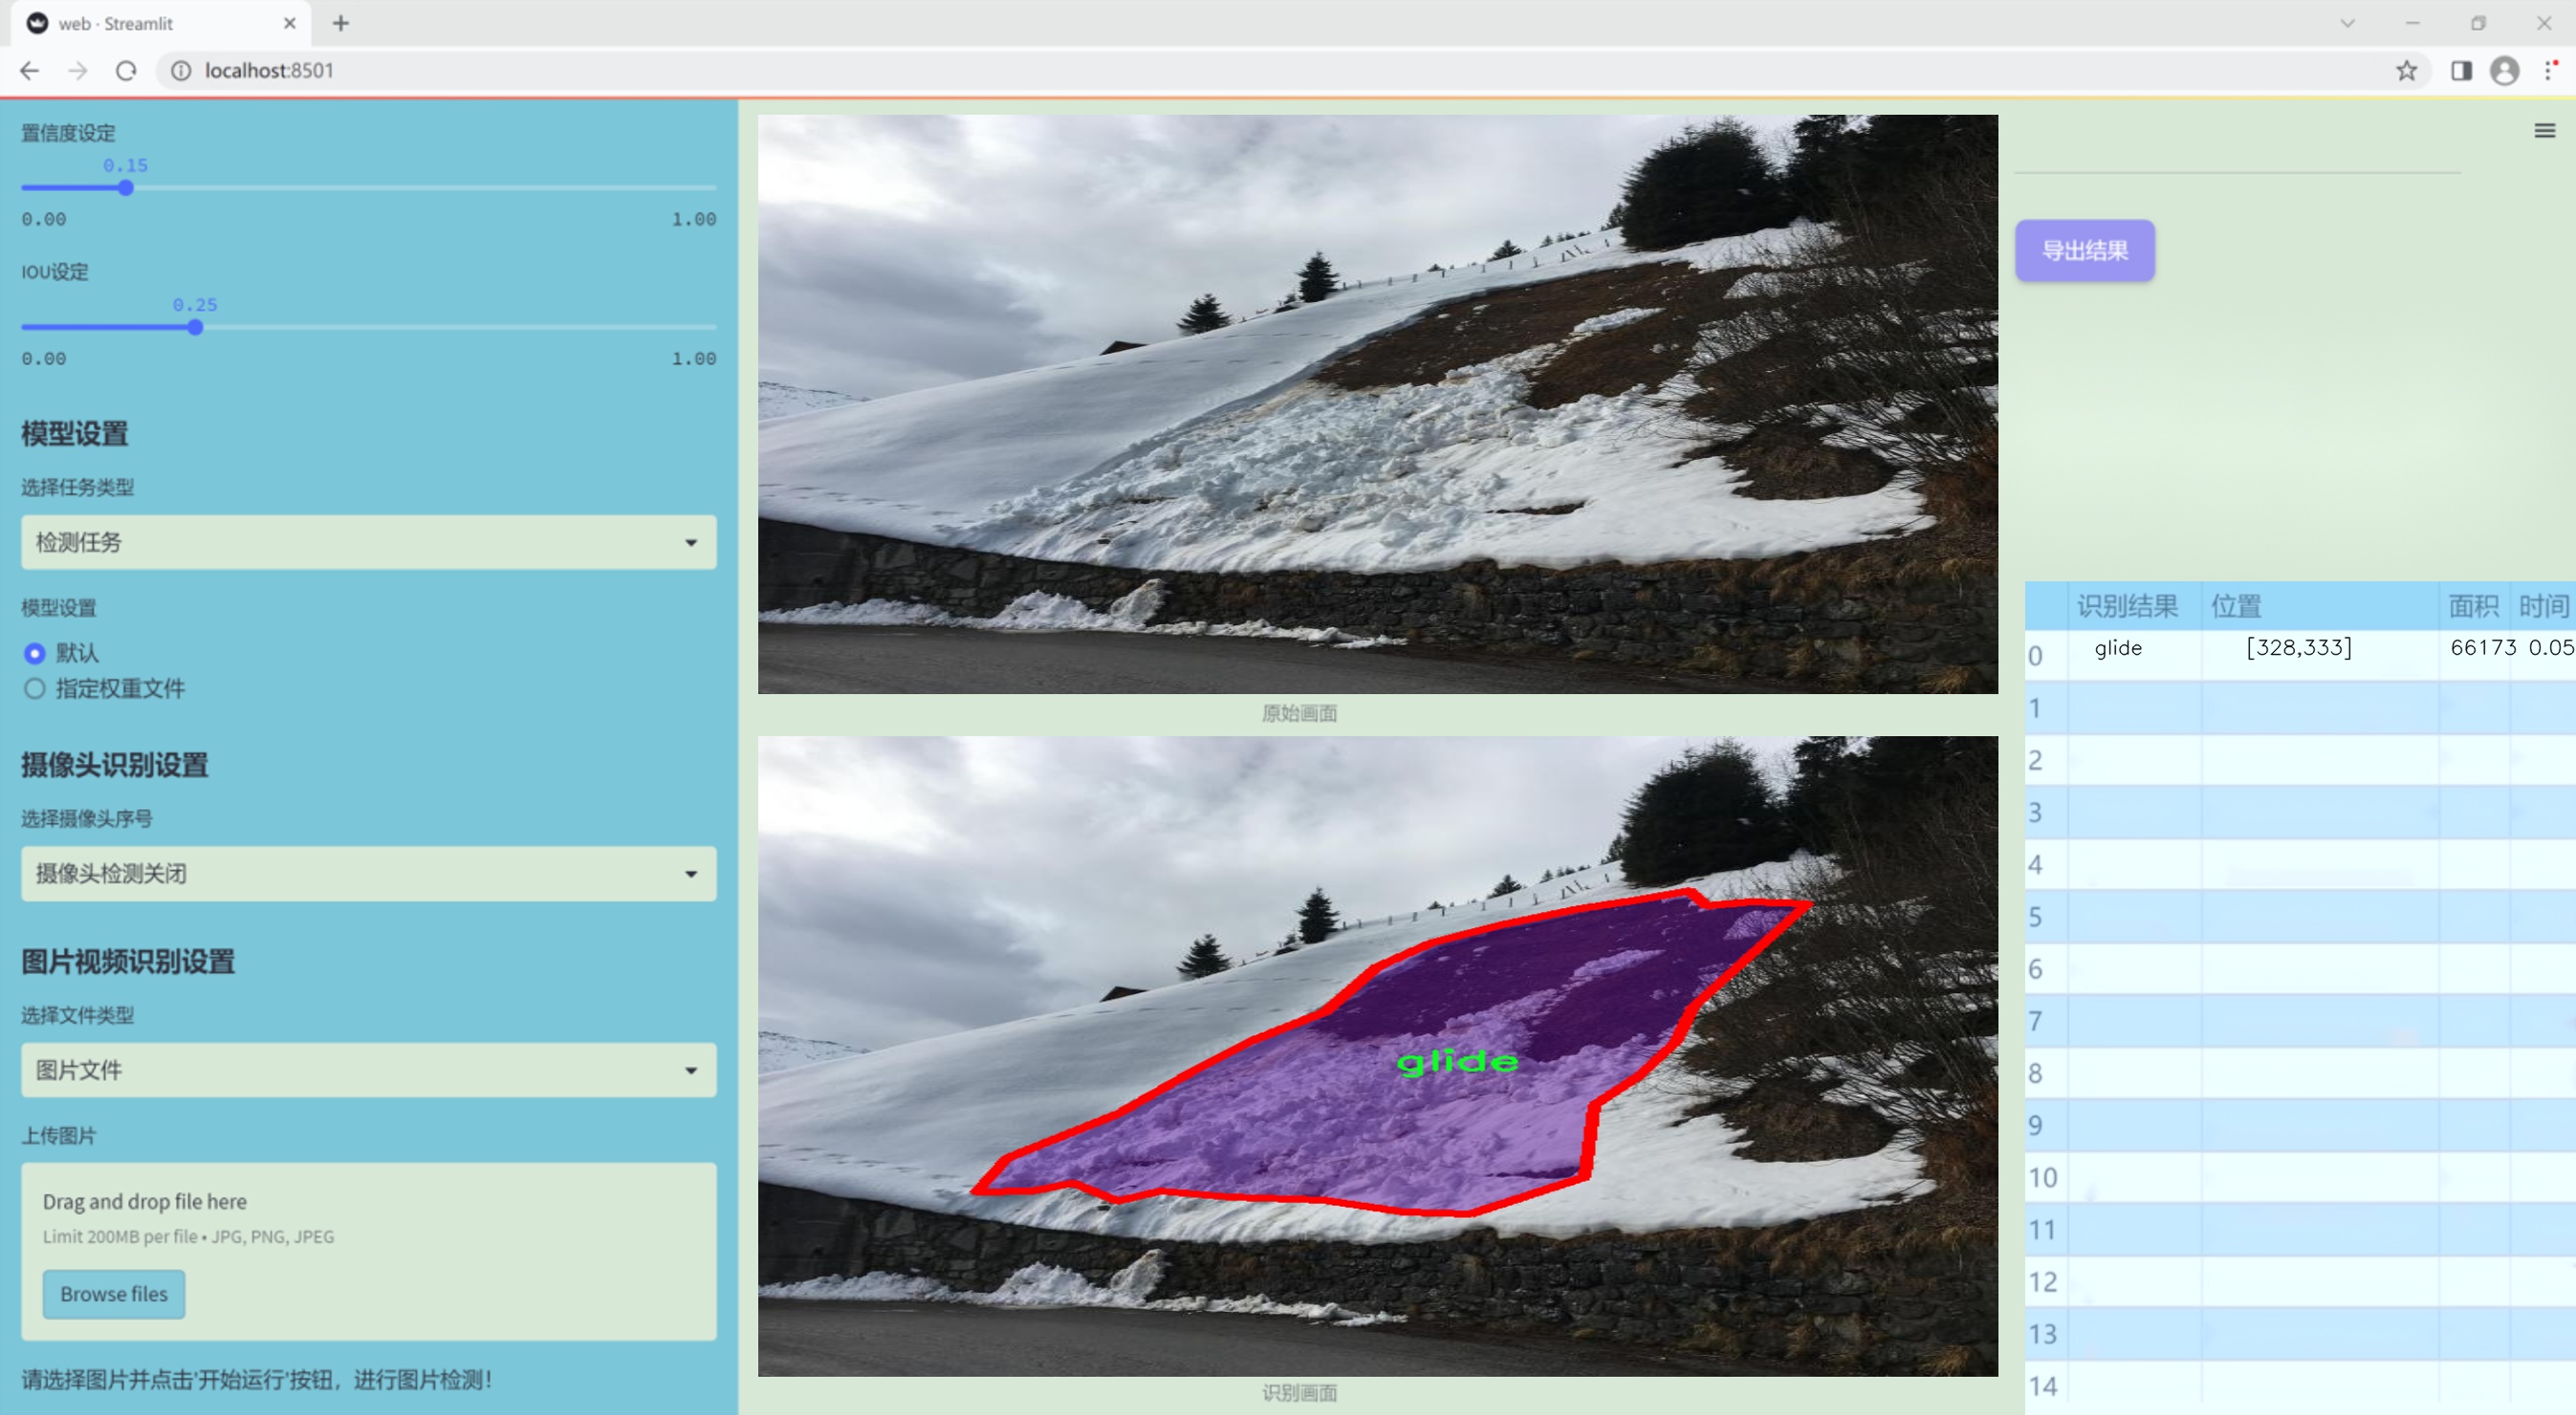 web · Streamlit
localhost:8501
置信度设定
0.15
0.00 1.00
IOU设定
0.25
0.00 1.00
模型设置
选择任务类型
检测任务
模型设置
默认
指定权重文件
摄像头识别设置
选择摄像头序号
摄像头检测关闭
图片视频识别设置
选择文件类型
图片文件
上传图片
Drag and drop file here
Limit 200MB per file • JPG, PNG, JPEG
Browse files
请选择图片并点击'开始运行'按钮，进行图片检测！
原始画面
glide
识别画面
导出结果
识别结果 位置 面积 时间
0 glide [328,333] 66173 0.05
1
2
3
4
5
6
7
8
9
10
11
12
13
14